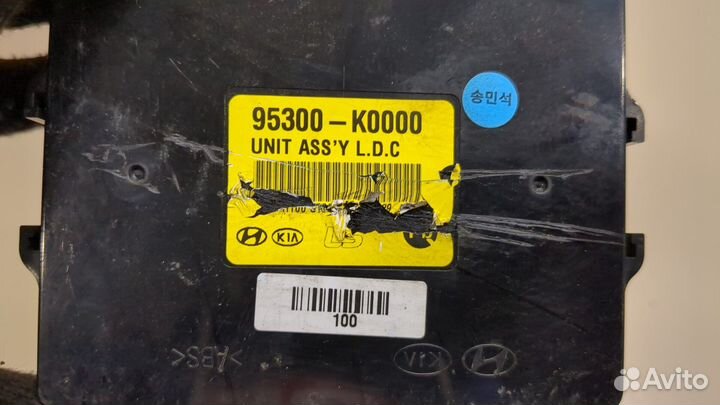 송민석
95300-K0000
UNIT ASS'Y L.D.C
KIA
100
>ABS<
KIA
Avito